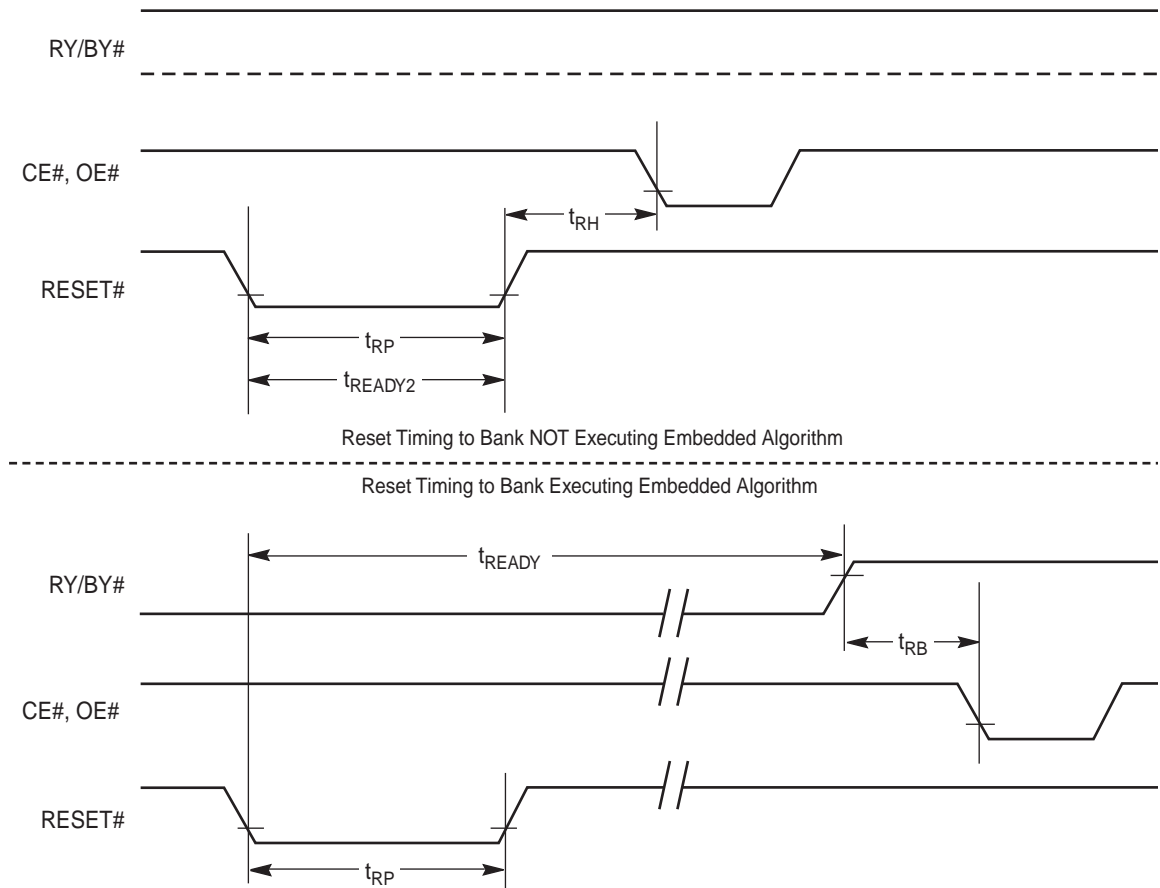 RY/BY#
CE#, OE#
tRH
RESET#
tRP
tREADY2
Reset Timing to Bank NOT Executing Embedded Algorithm
Reset Timing to Bank Executing Embedded Algorithm
tREADY
RY/BY#
tRB
CE#, OE#
RESET#
tRP